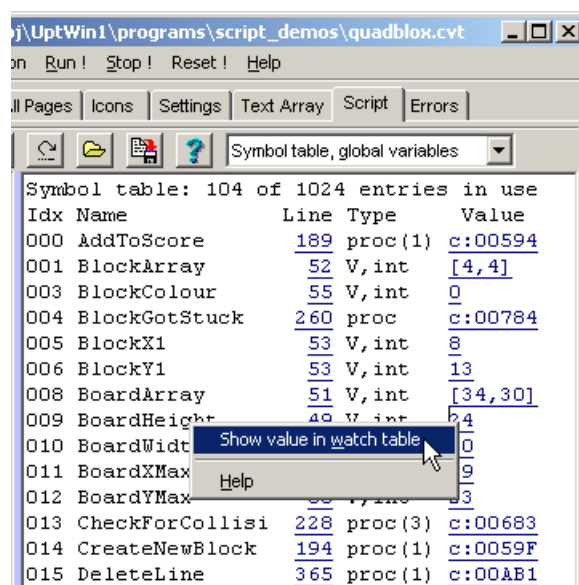 j\UptWin1\programs\script_demos\quadblox.cvt
on Run ! Stop ! Reset ! Help
ll Pages Icons Settings Text Array Script Errors
Symbol table, global variables
Symbol table: 104 of 1024 entries in use
Idx Name Line Type Value
000 AddToScore 189 proc(1) c:00594
001 BlockArray 52 V,int [4,4]
003 BlockColour 55 V,int 0
004 BlockGotStuck 260 proc c:00784
005 BlockX1 53 V,int 8
006 BlockY1 53 V,int 13
008 BoardArray 51 V,int [34,30]
009 BoardHeight 49 V,int 24
010 BoardWidt 0
Show value in watch table
011 BoardXMax 9
Help
012 BoardYMax 23
013 CheckForCollisi 228 proc(3) c:00683
014 CreateNewBlock 194 proc(1) c:0059F
015 DeleteLine 365 proc(1) c:00AB1